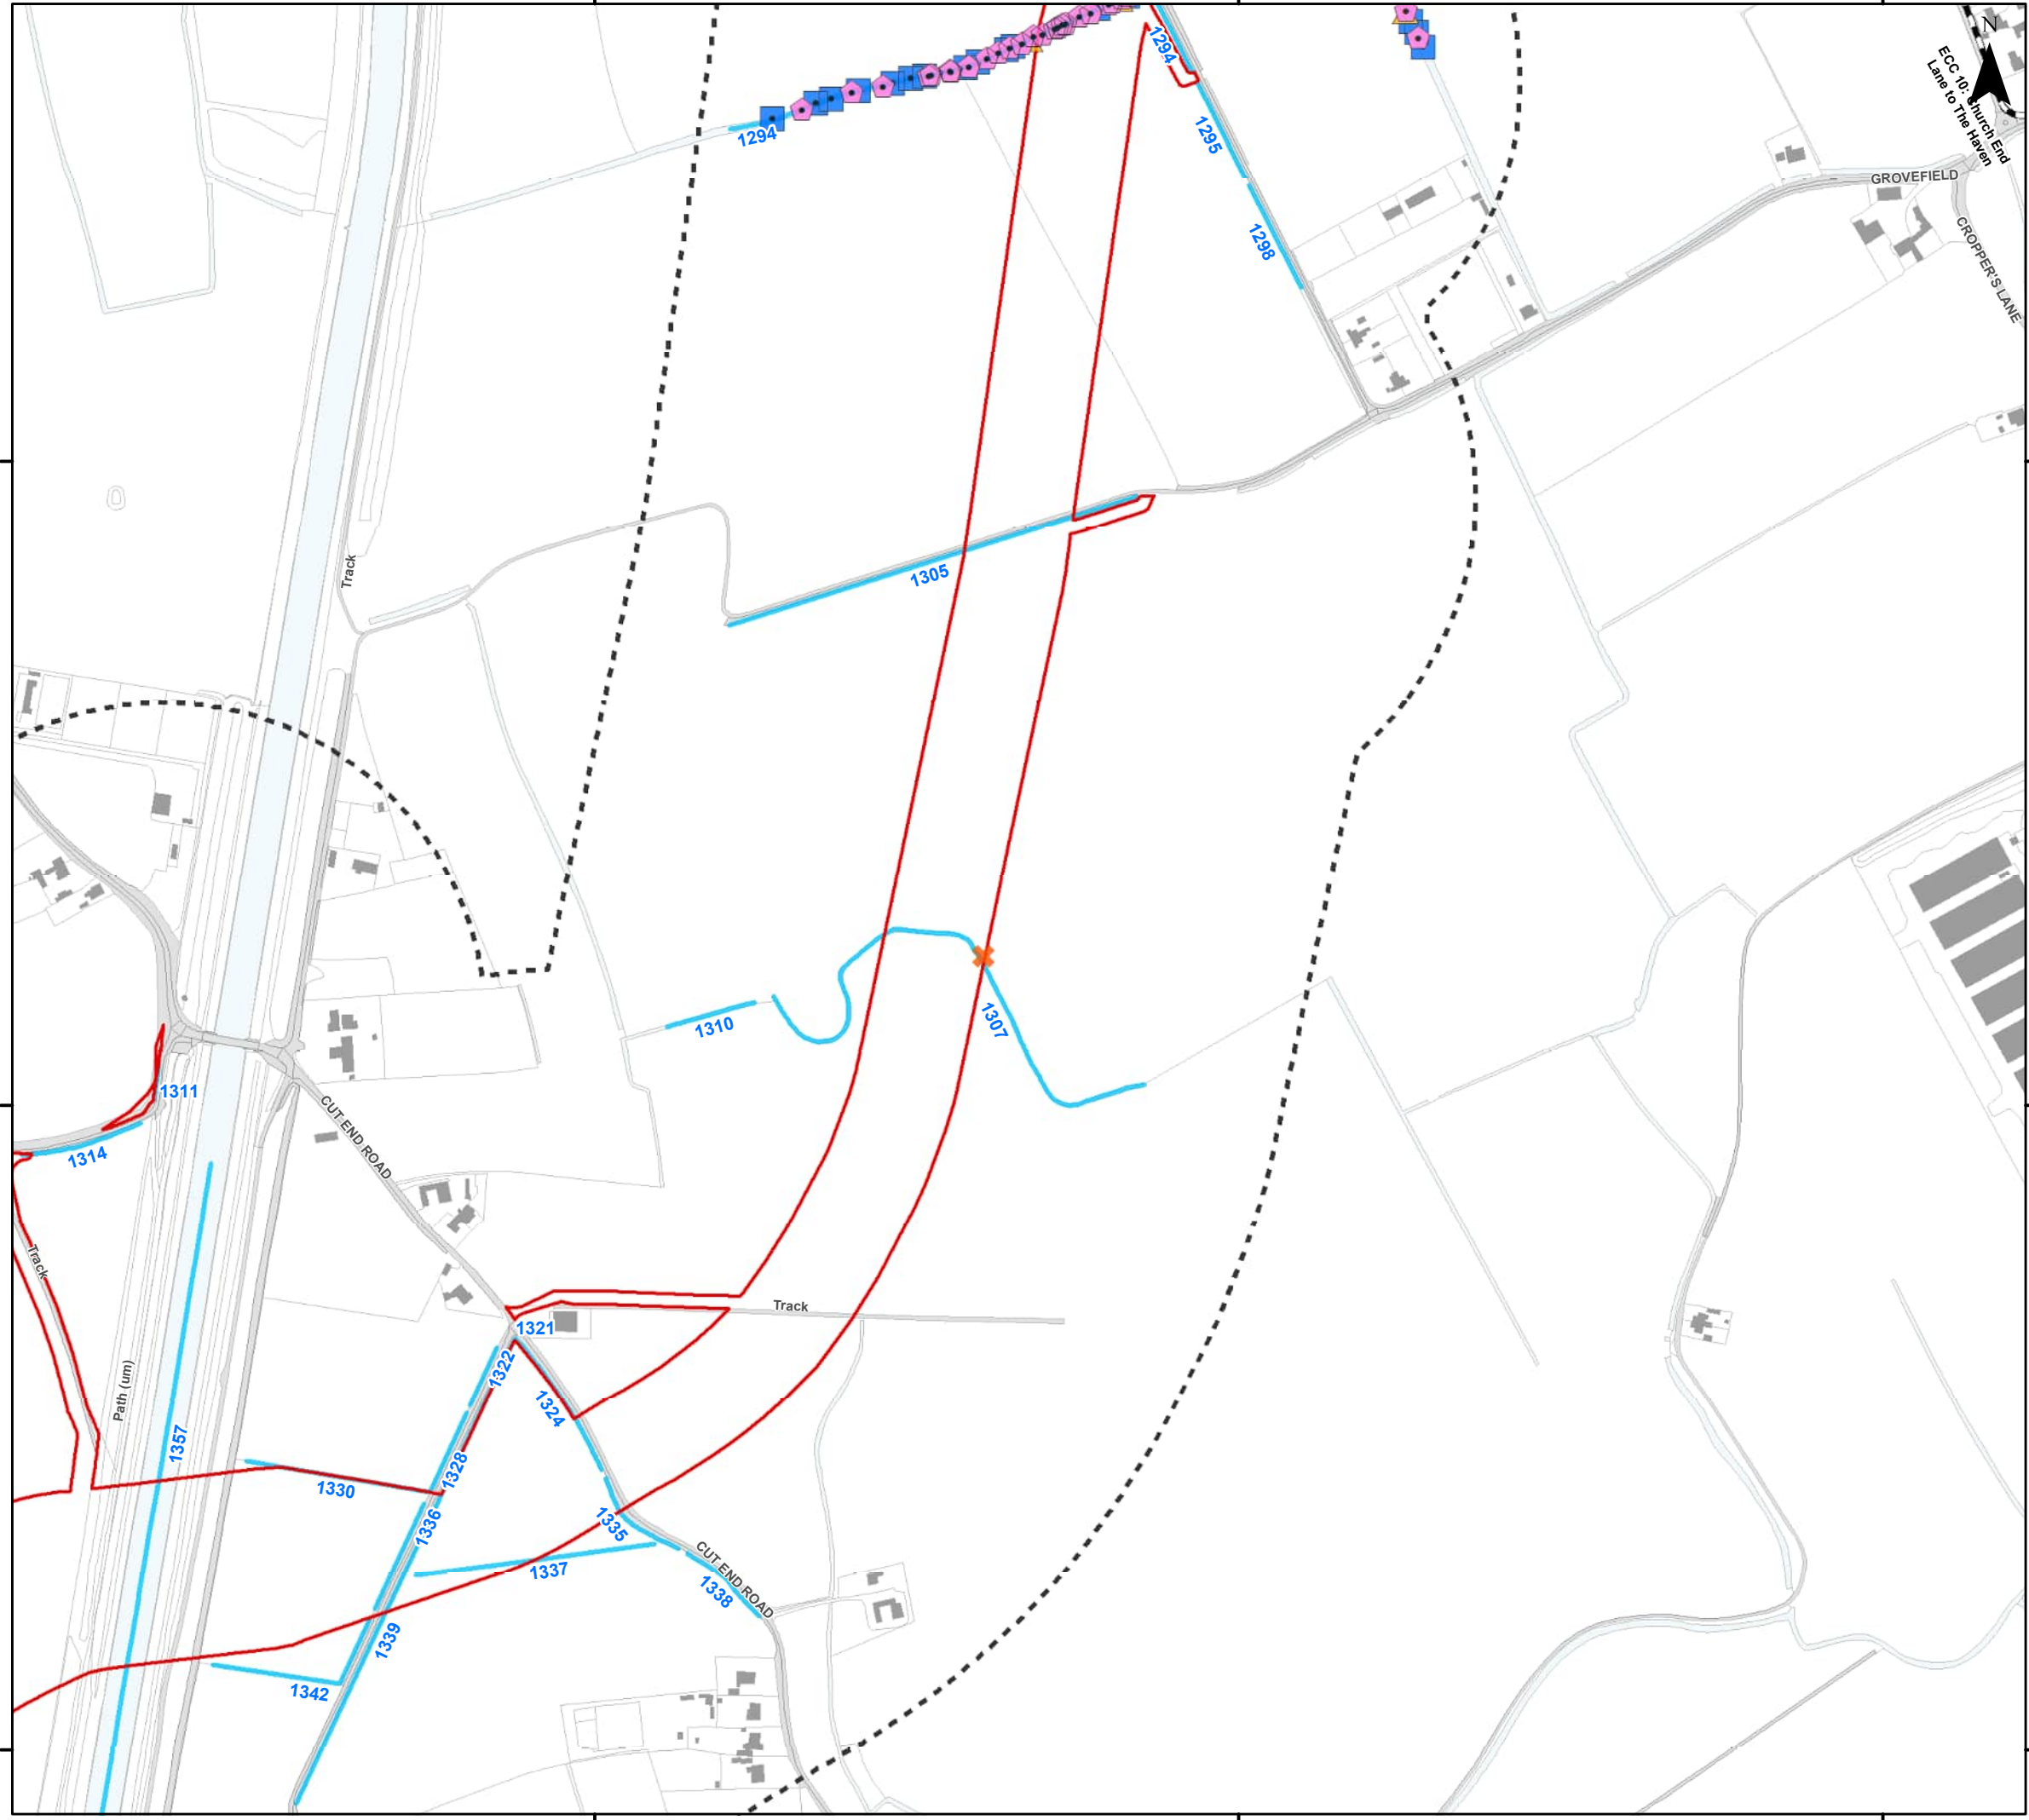 N
ECC 10: Church End
Lane to The Haven
1294
1294
1295
1298
GROVEFIELD
CROPPER'S LANE
Track
1305
1310
1307
1311
1314
CUT END ROAD
Track
Track
1321
1322
1324
Path (um)
1357
1328
1330
1336
1335
1337
CUT END ROAD
1338
1339
1342